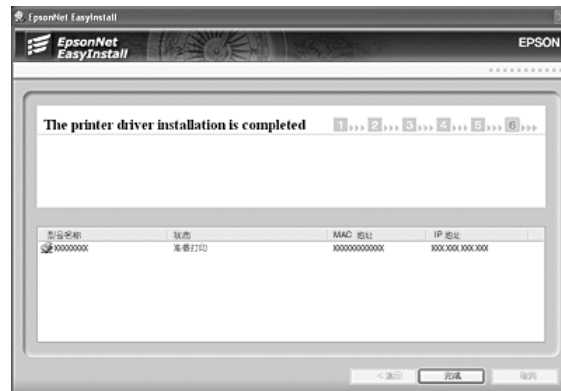 EpsonNet EasyInstall
EpsonNet
EasyInstall
EPSON
The printer driver installation is completed
1 2 3 4 5 6
型号名称 状态 MAC 地址 IP 地址
XXXXXXXX 准备打印 XXXXXXXXXXXX XXX.XXX.XXX.XXX
< 返回 完成 取消